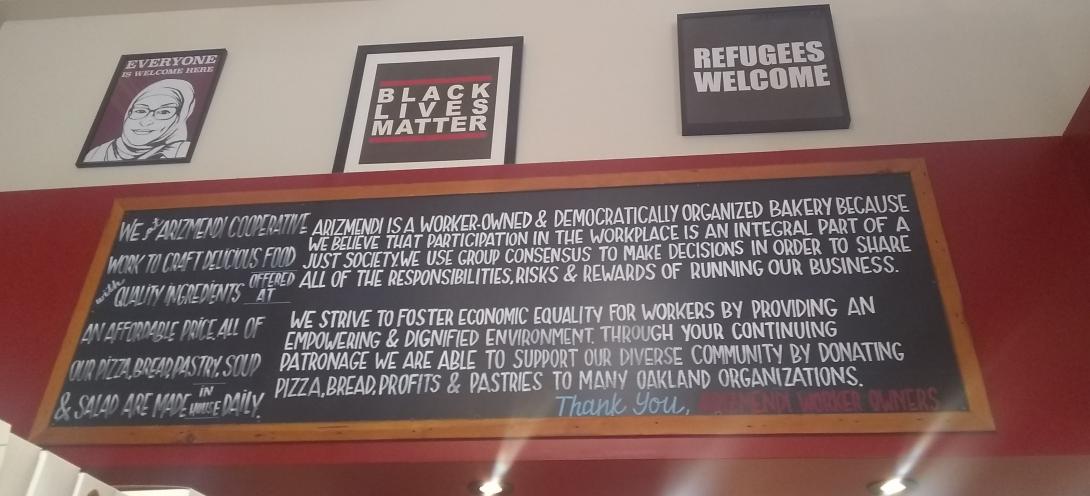 EVERYONE
IS WELCOME HERE
BLACK
LIVES
MATTER
REFUGEES
WELCOME
WE @ ARIZMENDI COOPERATIVE
WORK TO CRAFT DELICIOUS FOOD
with QUALITY INGREDIENTS OFFERED AT
AN AFFORDABLE PRICE. ALL OF
OUR PIZZA, BREAD, PASTRY, SOUP
& SALAD ARE MADE IN HOUSE DAILY.
ARIZMENDI IS A WORKER-OWNED & DEMOCRATICALLY ORGANIZED BAKERY BECAUSE
WE BELIEVE THAT PARTICIPATION IN THE WORKPLACE IS AN INTEGRAL PART OF A
JUST SOCIETY. WE USE GROUP CONSENSUS TO MAKE DECISIONS IN ORDER TO SHARE
ALL OF THE RESPONSIBILITIES, RISKS & REWARDS OF RUNNING OUR BUSINESS.
WE STRIVE TO FOSTER ECONOMIC EQUALITY FOR WORKERS BY PROVIDING AN
EMPOWERING & DIGNIFIED ENVIRONMENT. THROUGH YOUR CONTINUING
PATRONAGE WE ARE ABLE TO SUPPORT OUR DIVERSE COMMUNITY BY DONATING
PIZZA, BREAD, PROFITS & PASTRIES TO MANY OAKLAND ORGANIZATIONS.
Thank You, ARIZMENDI WORKER OWNERS